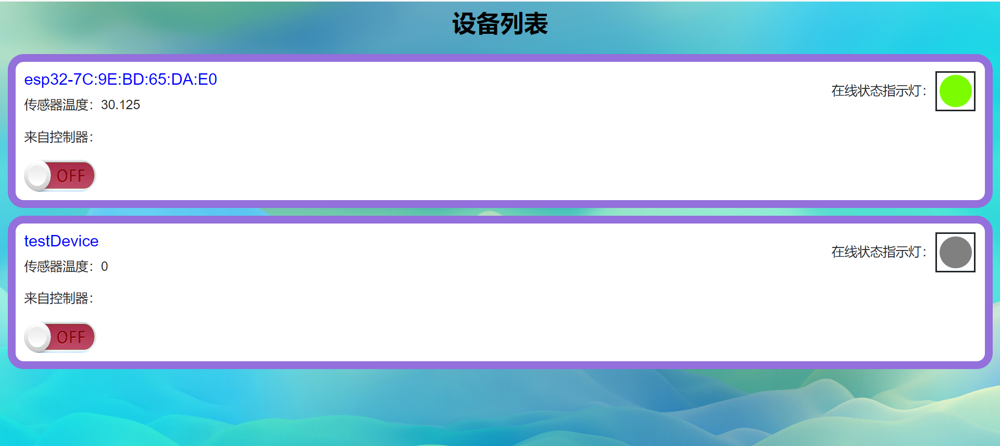 设备列表
esp32-7C:9E:BD:65:DA:E0
在线状态指示灯：
传感器温度：30.125
来自控制器：
OFF
testDevice
在线状态指示灯：
传感器温度：0
来自控制器：
OFF